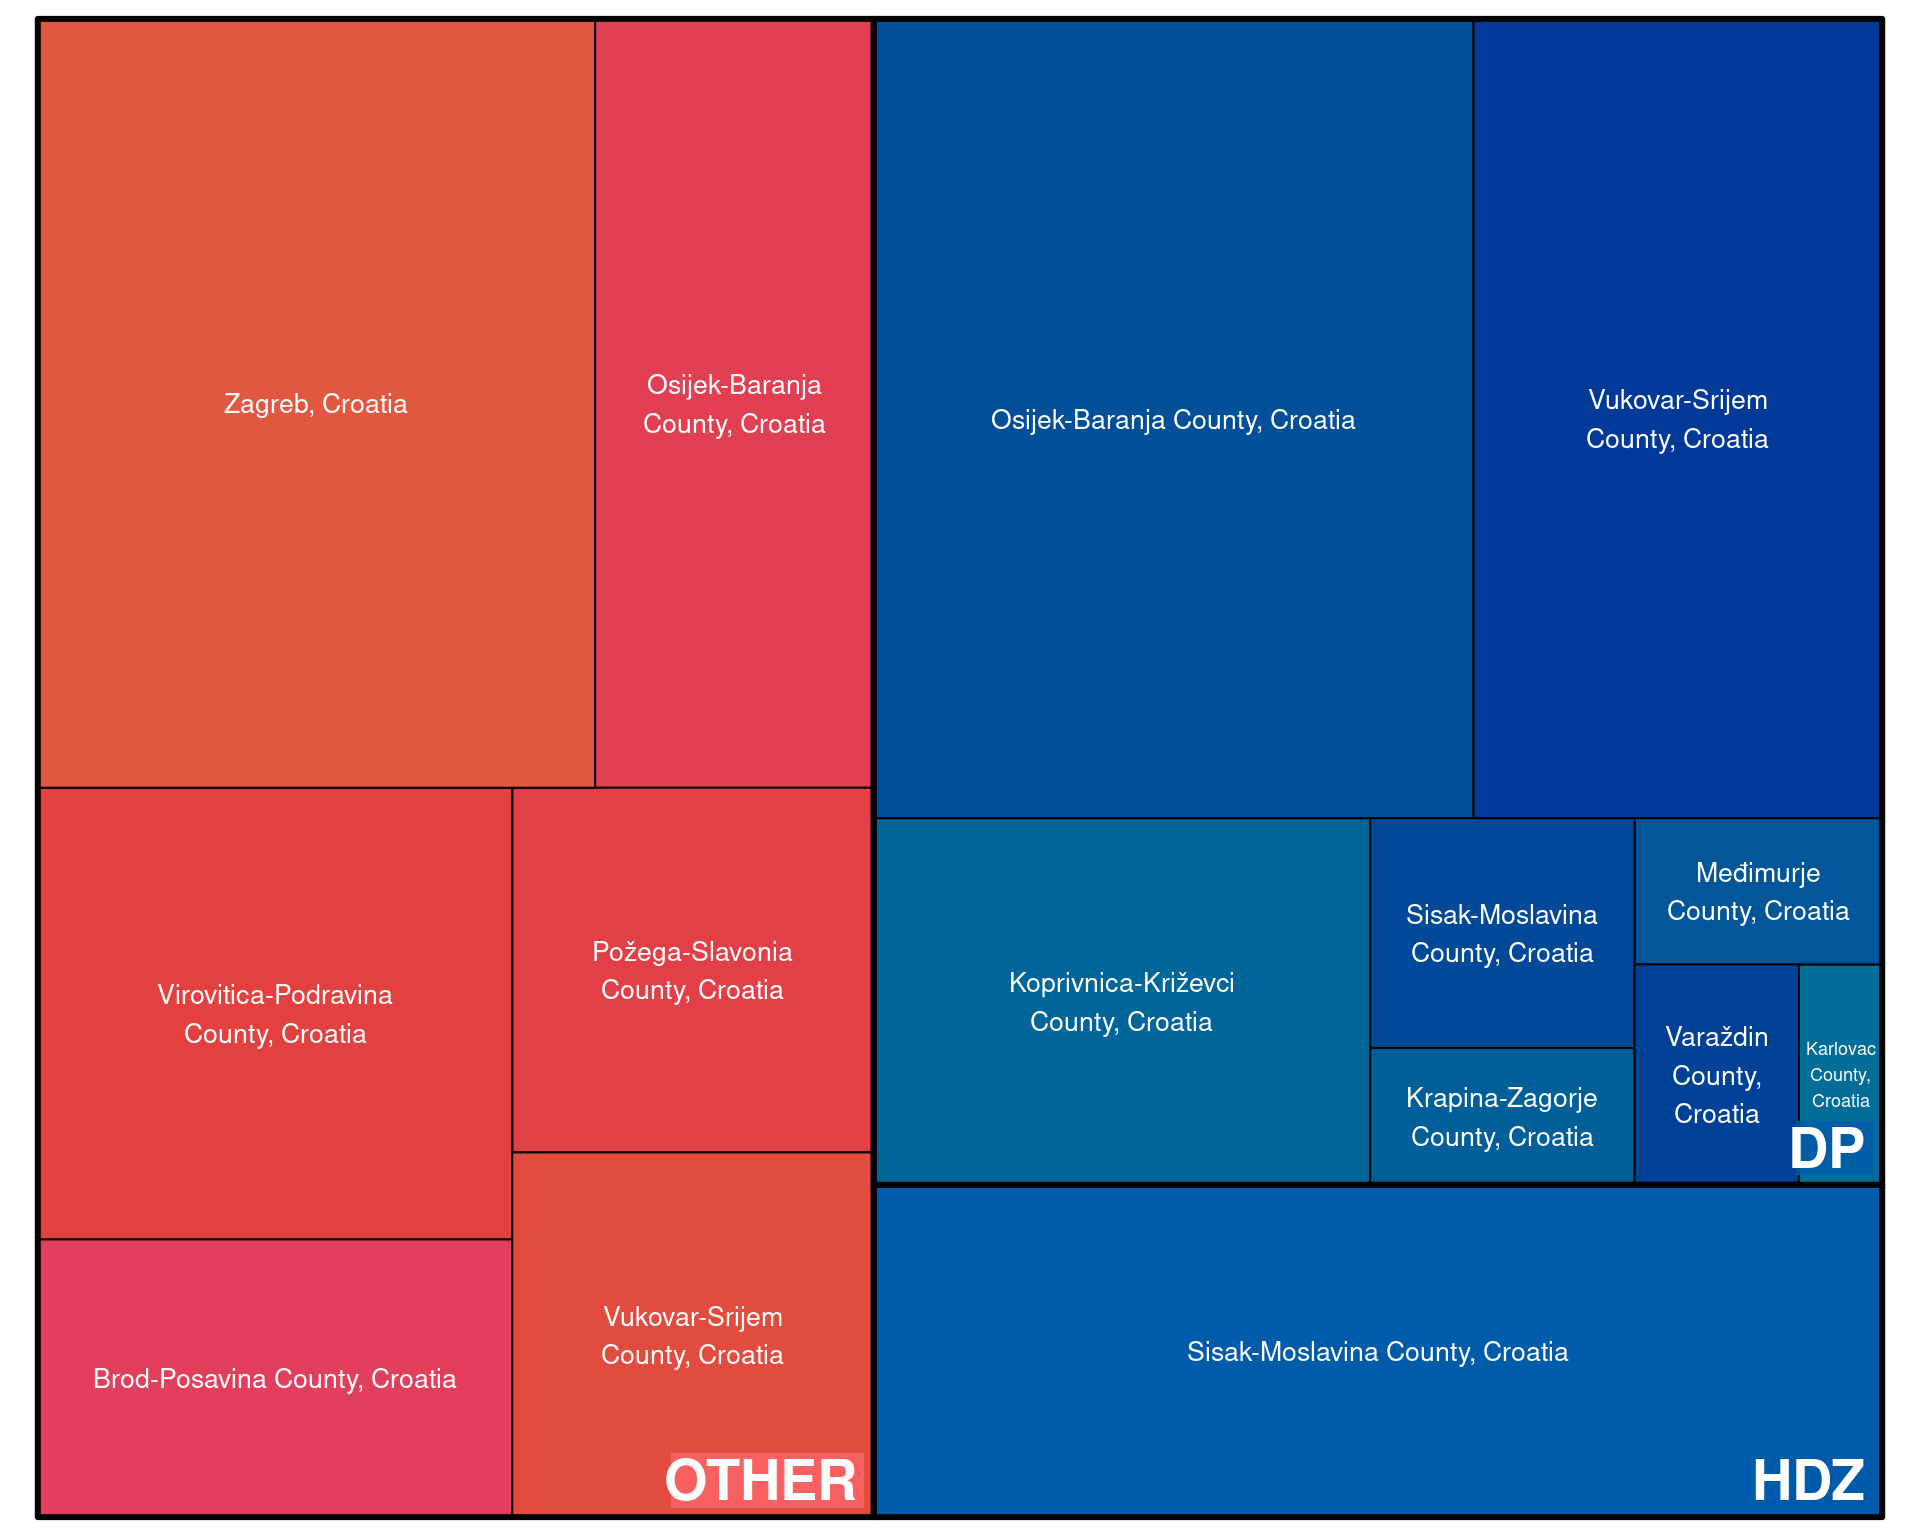 Zagreb, Croatia
Osijek-Baranja
County, Croatia
Virovitica-Podravina
County, Croatia
Požega-Slavonia
County, Croatia
Brod-Posavina County, Croatia
Vukovar-Srijem
County, Croatia
OTHER
Osijek-Baranja County, Croatia
Vukovar-Srijem
County, Croatia
Koprivnica-Križevci
County, Croatia
Sisak-Moslavina
County, Croatia
Krapina-Zagorje
County, Croatia
Međimurje
County, Croatia
Varaždin
County,
Croatia
Karlovac
County,
Croatia
DP
Sisak-Moslavina County, Croatia
HDZ